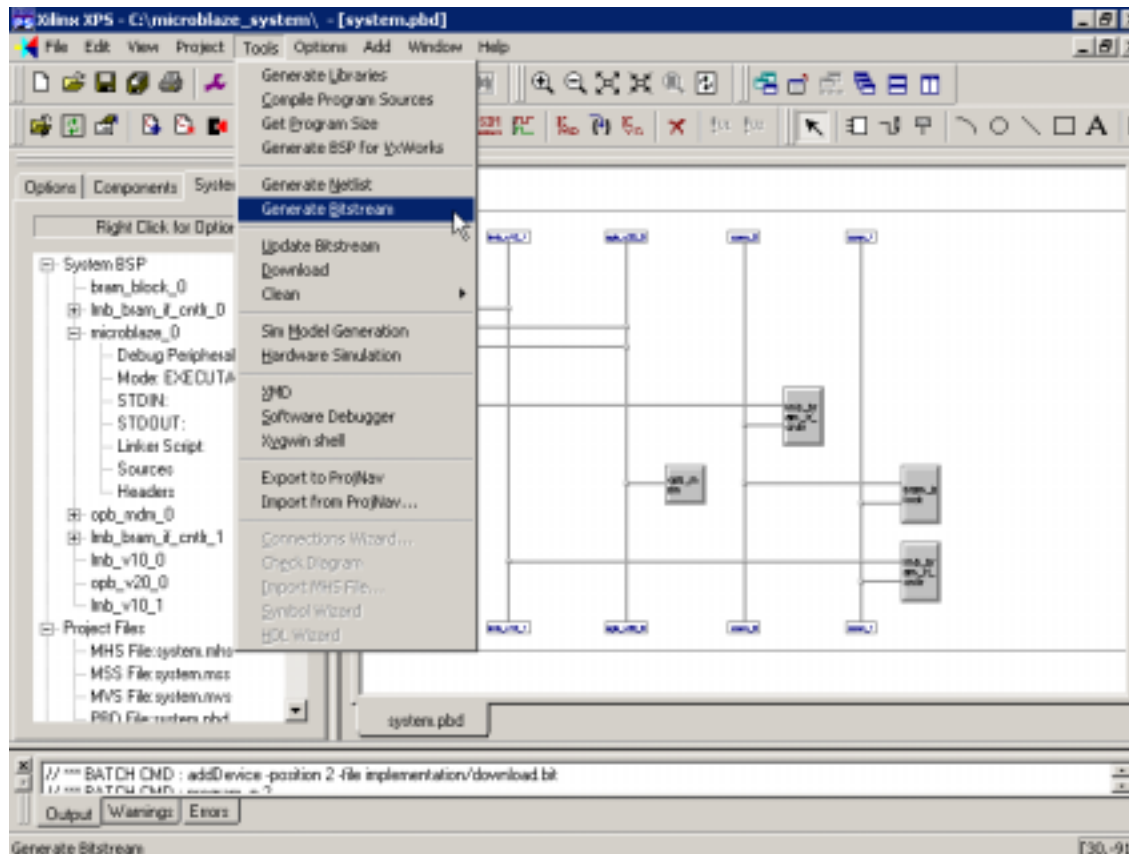 Xilinx XPS - C:\microblaze_system\ - [system.pbd]
File Edit View Project Tools Options Add Window Help
Generate Libraries
Compile Program Sources
Get Program Size
Generate BSP for VxWorks
Generate Netlist
Generate Bitstream
Update Bitstream
Download
Clean
Sim Model Generation
Hardware Simulation
XMD
Software Debugger
Xygwin shell
Export to ProjNav
Import from ProjNav...
Connections Wizard...
Check Diagram
Import MHS File...
Symbol Wizard
HDL Wizard
Options Components
Right Click for
System BSP
bram_block_0
lmb_bram_if_cntlr_0
microblaze_0
Debug Peripheral
Mode:
STDIN:
STDOUT:
Linker Script
Sources
Headers
opb_mdm_0
lmb_bram_if_cntlr_1
lmb_v10_0
opb_v20_0
lmb_v10_1
Project Files
MHS File:system.mhs
MSS File:system.mss
MVS File:system.mvs
PBD File:system.pbd
system.pbd
// *** BATCH CMD : addDevice -position 2 -file implementation/download.bit
// *** BATCH CMD :
Output Warnings Errors
Generate Bitstream